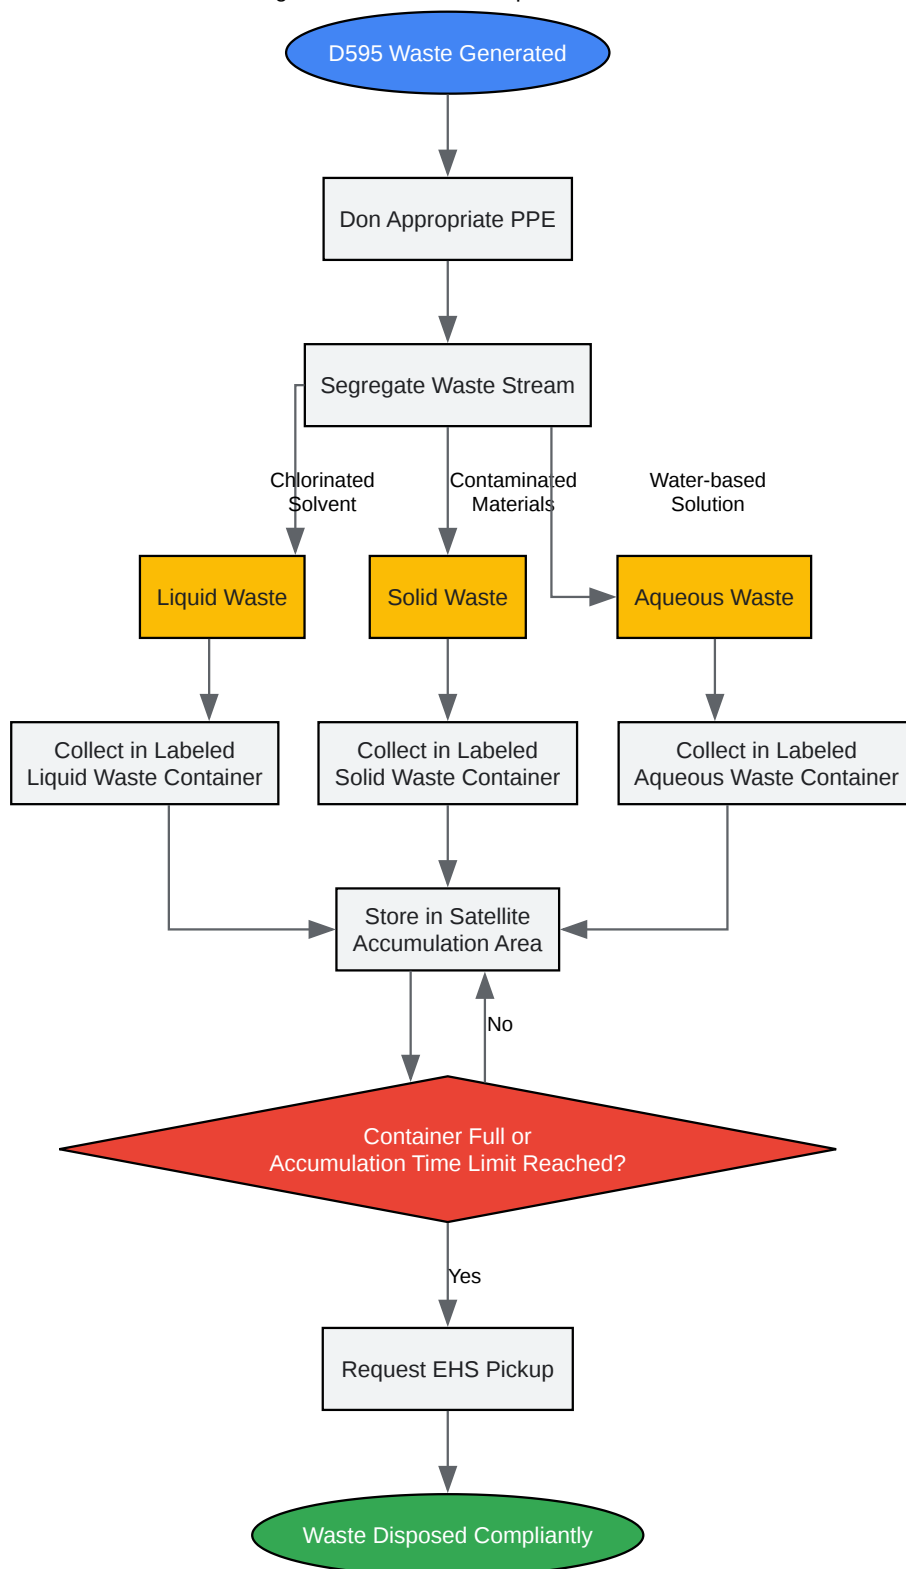 D595 Waste Generated
Don Appropriate PPE
Segregate Waste Stream
Chlorinated
Solvent
Contaminated
Materials
Water-based
Solution
Liquid Waste
Solid Waste
Aqueous Waste
Collect in Labeled
Liquid Waste Container
Collect in Labeled
Solid Waste Container
Collect in Labeled
Aqueous Waste Container
Store in Satellite
Accumulation Area
No
Container Full or
Accumulation Time Limit Reached?
Yes
Request EHS Pickup
Waste Disposed Compliantly